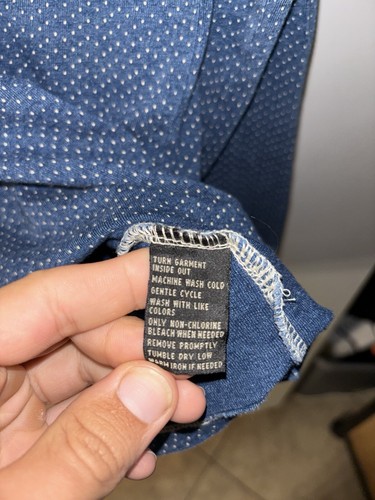 TURN GARMENT
INSIDE OUT
MACHINE WASH COLD
GENTLE CYCLE
WASH WITH LIKE
COLORS
ONLY NON-CHLORINE
BLEACH WHEN NEEDED
REMOVE PROMPTLY
TUMBLE DRY LOW
WARM IRON IF NEEDED